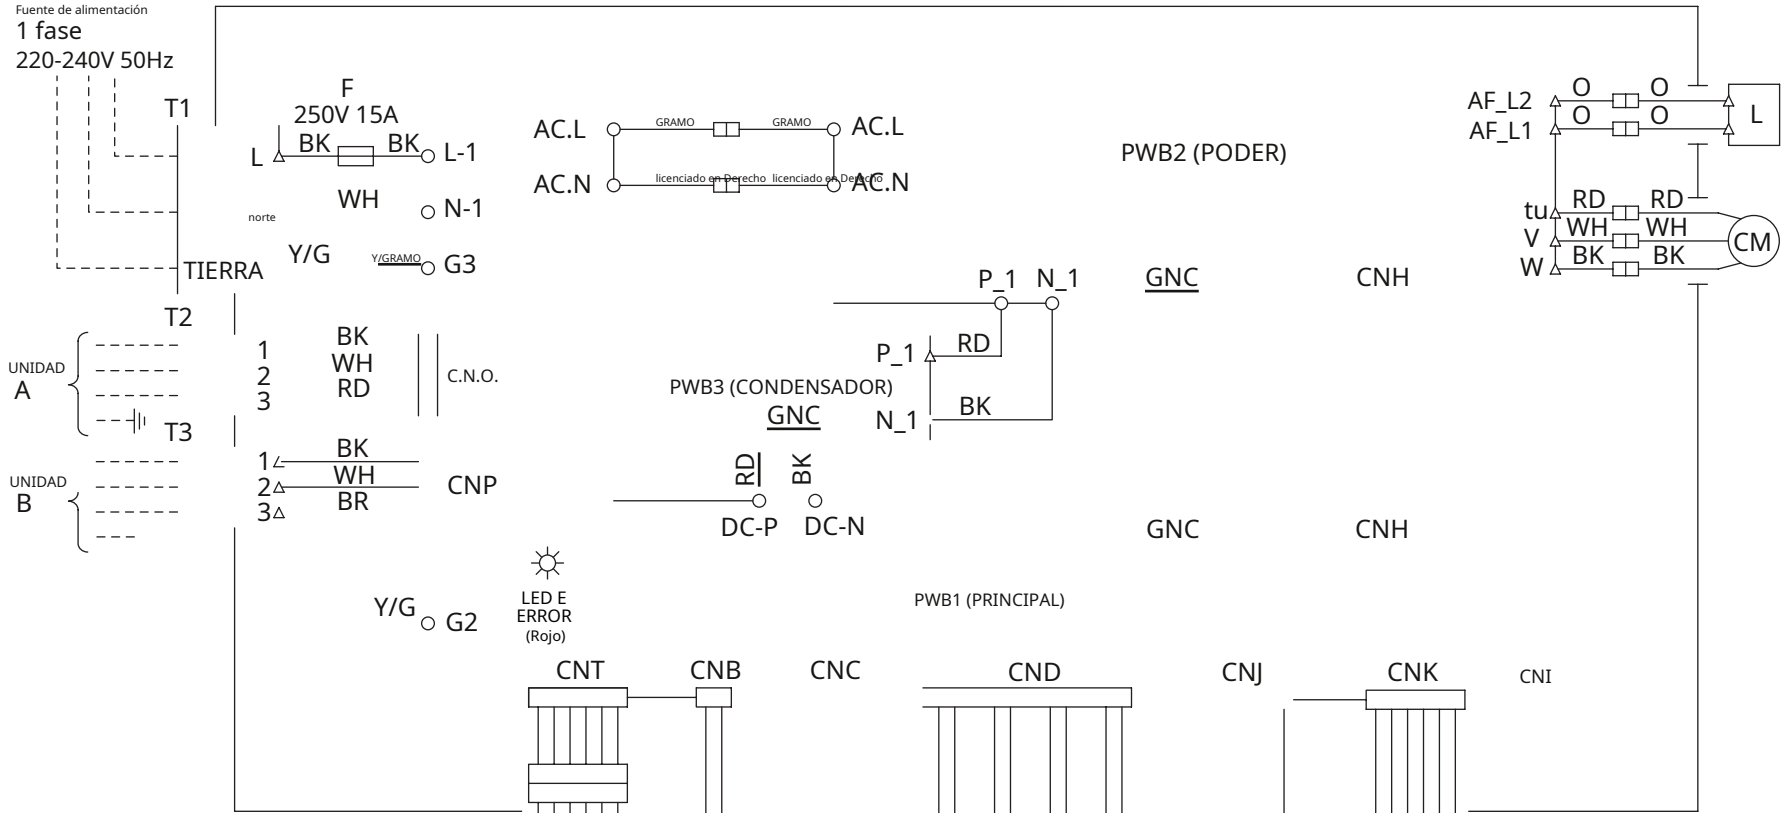 Fuente de alimentación
1 fase
220-240V 50Hz
T1
F
250V 15A
L
BK
BK
L-1
WH
N-1
norte
Y/G
Y/GRAMO
G3
TIERRA
AC.L
GRAMO
GRAMO
AC.L
AC.N
licenciado en Derecho
licenciado en Derecho
AC.N
PWB2 (PODER)
AF_L2
O
O
AF_L1
O
O
L
tu
RD
RD
V
WH
WH
CM
W
BK
BK
P_1
N_1
GNC
CNH
T2
UNIDAD
A
1
BK
2
WH
3
RD
C.N.O.
P_1
RD
PWB3 (CONDENSADOR)
GNC
N_1
BK
T3
UNIDAD
B
1
BK
2
WH
3
BR
CNP
RD
BK
DC-P
DC-N
GNC
CNH
LED E
ERROR
(Rojo)
Y/G
G2
PWB1 (PRINCIPAL)
CNT
CNB
CNC
CND
CNJ
CNK
CNI